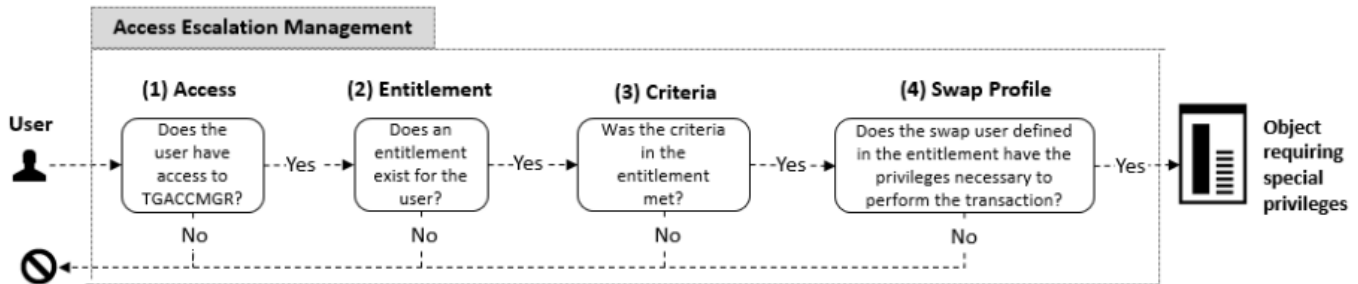 Access Escalation Management
(1) Access
(2) Entitlement
(3) Criteria
(4) Swap Profile
User
Does the
user have
access to
TGACCMGR?
Yes
Does an
entitlement
exist for the
user?
Yes
Was the criteria
in the
entitlement
met?
Yes
Does the swap user defined
in the entitlement have the
privileges necessary to
perform the transaction?
Yes
Object
requiring
special
privileges
No
No
No
No